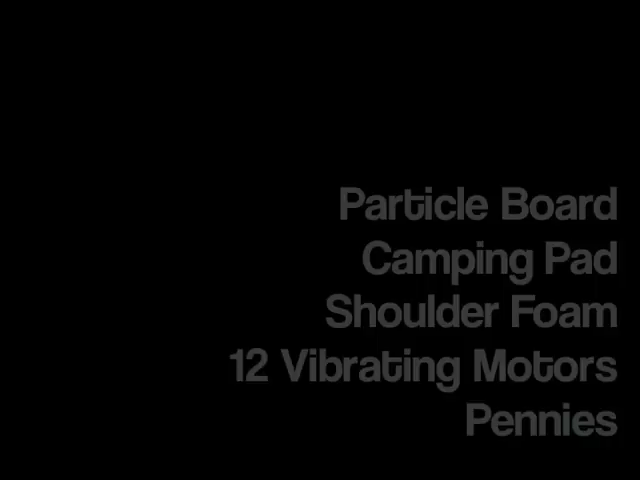 Particle Board
Camping Pad
Shoulder Foam
12 Vibrating Motors
Pennies